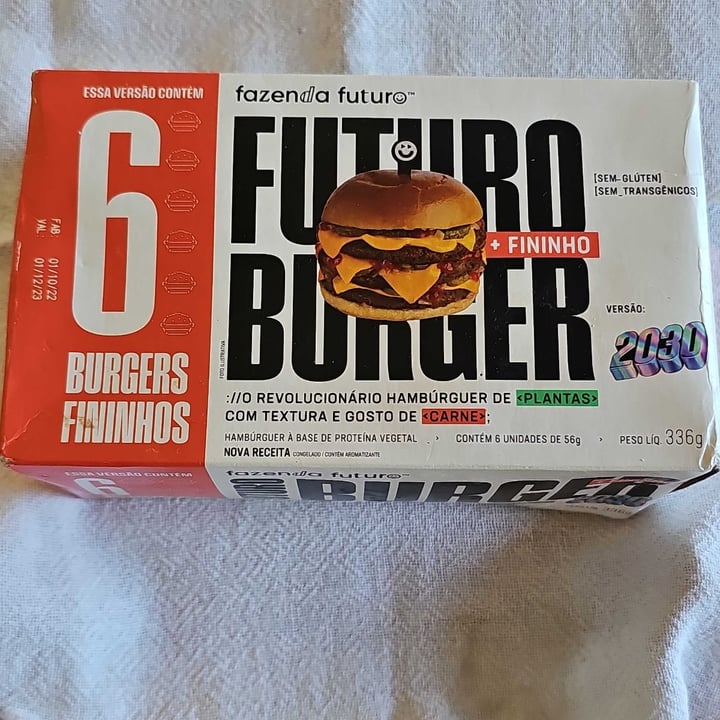 ESSA VERSÃO CONTÉM
6
BURGERS
FININHOS
FAB: 01/10/22
VAL: 01/12/23
fazenda futuro™
FUTURO
+ FININHO
BURGER
[SEM_GLÚTEN]
[SEM_TRANSGÊNICOS]
VERSÃO:
2030
FOTO ILUSTRATIVA
://O REVOLUCIONÁRIO HAMBÚRGUER DE <PLANTAS>
COM TEXTURA E GOSTO DE <CARNE>;
HAMBÚRGUER À BASE DE PROTEÍNA VEGETAL > CONTÉM 6 UNIDADES DE 56g > PESO LÍQ. 336g
NOVA RECEITA CONGELADO / CONTÉM AROMATIZANTE
ESSA VERSÃO CONTÉM
6
fazenda futuro™
BURGER
336g